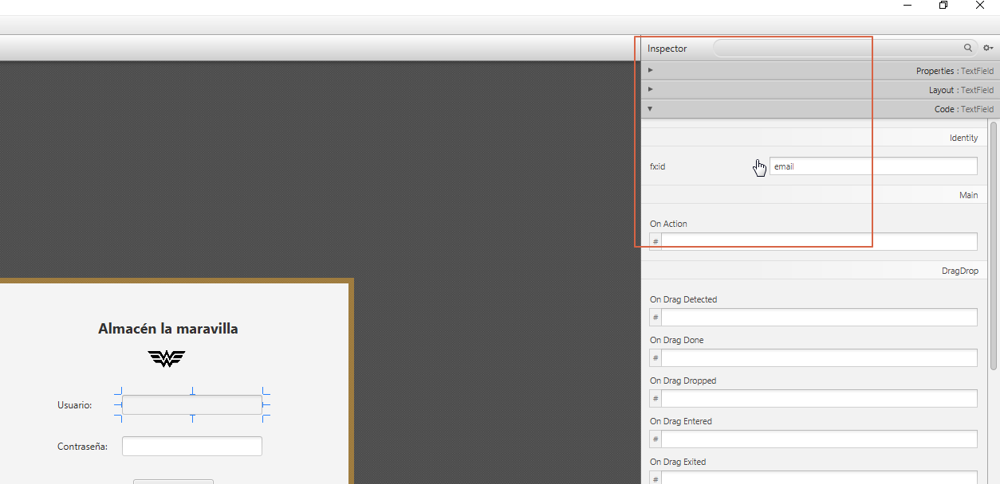 Inspector
Properties : TextField
Layout : TextField
Code : TextField
Identity
fx:id email
Main
On Action
#
DragDrop
On Drag Detected
#
On Drag Done
#
On Drag Dropped
#
On Drag Entered
#
On Drag Exited
#
Almacén la maravilla
Usuario:
Contraseña: